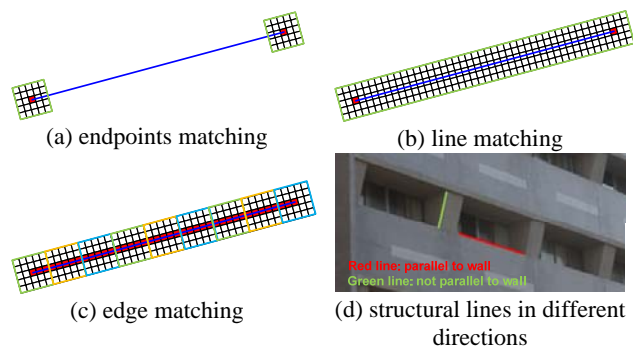 (a) endpoints matching
(b) line matching
(c) edge matching
Red line: parallel to wall
Green line: not parallel to wall
(d) structural lines in different
directions